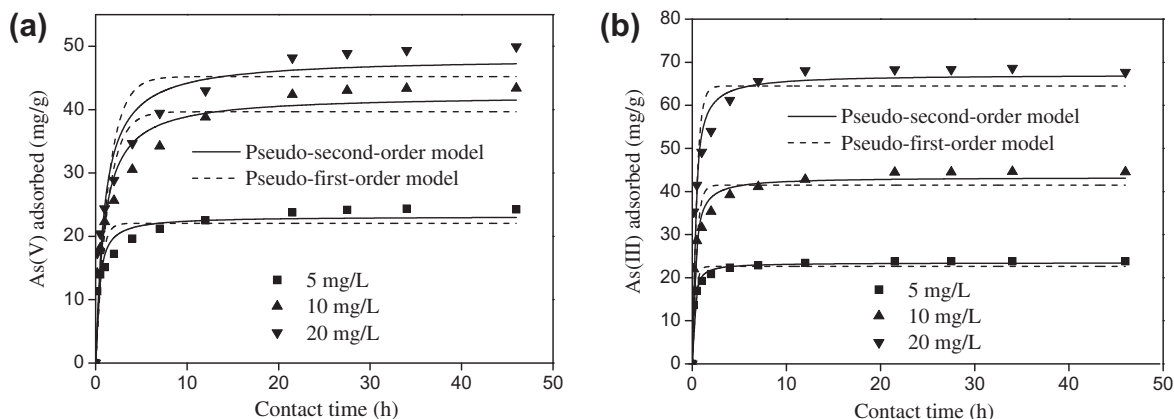 (a)
As(V) adsorbed (mg/g)
50
40
30
20
10
0
Pseudo-second-order model
Pseudo-first-order model
5 mg/L
10 mg/L
20 mg/L
0 10 20 30 40 50
Contact time (h)
(b)
As(III) adsorbed (mg/g)
80
70
60
50
40
30
20
10
0
Pseudo-second-order model
Pseudo-first-order model
5 mg/L
10 mg/L
20 mg/L
0 10 20 30 40 50
Contact time (h)